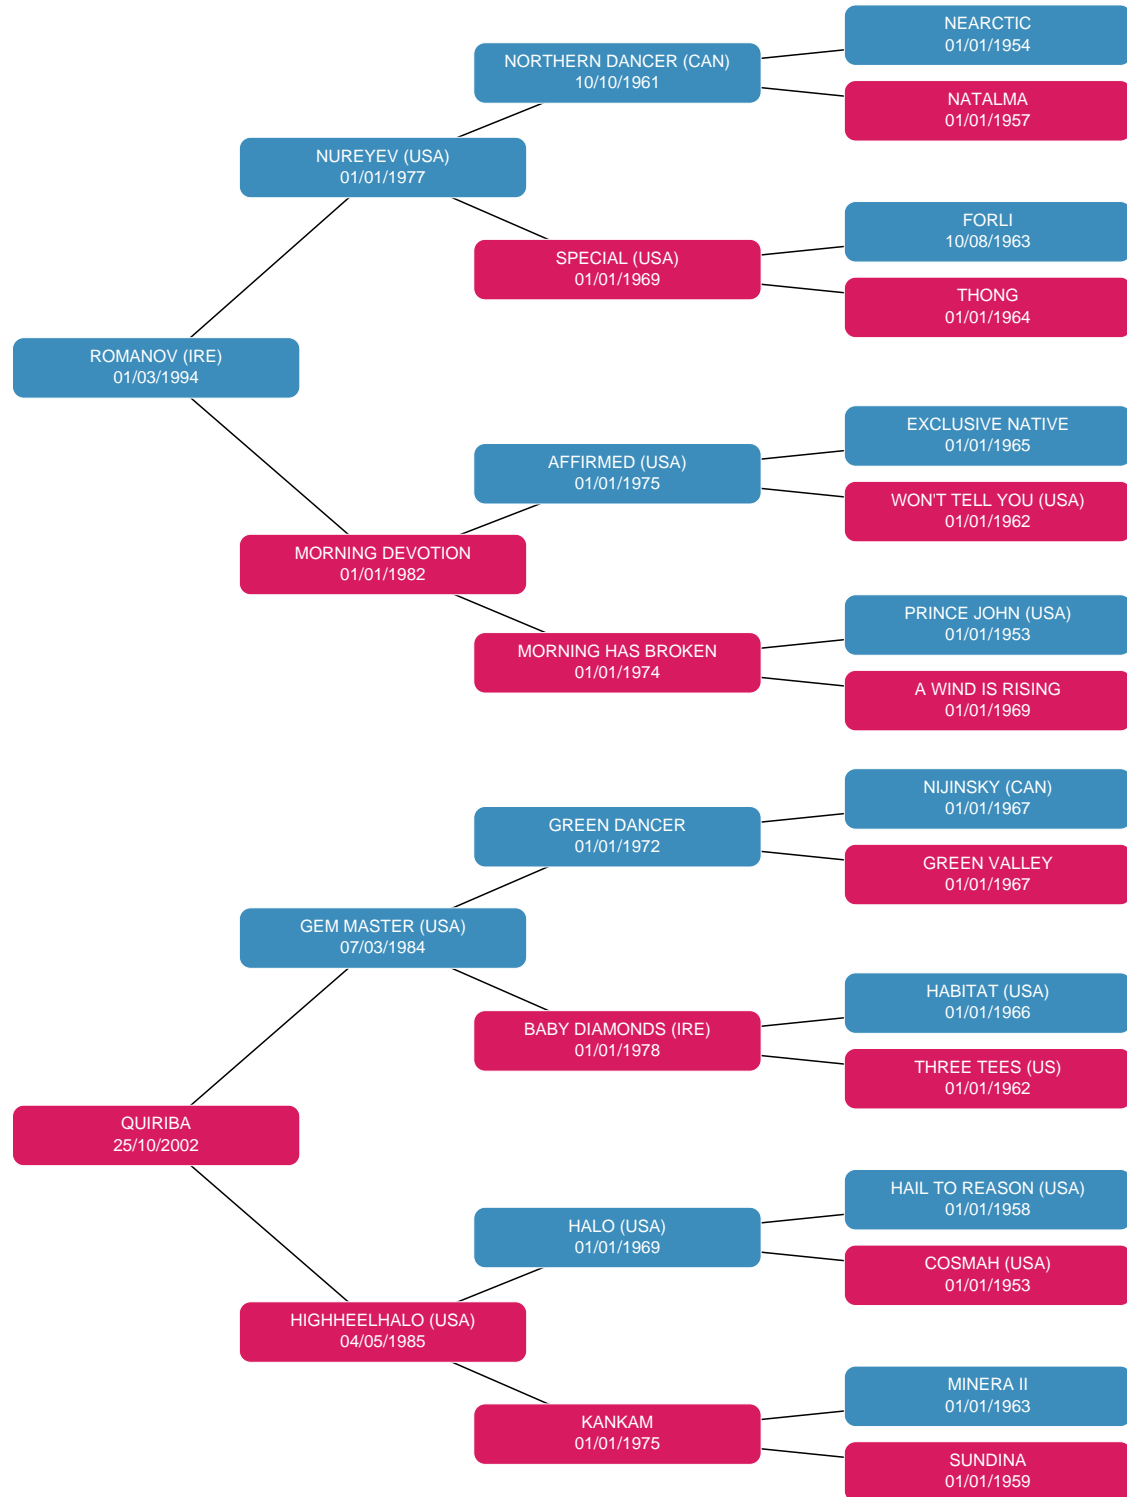 NEARCTIC
01/01/1954
NORTHERN DANCER (CAN)
10/10/1961
NATALMA
01/01/1957
NUREYEV (USA)
01/01/1977
FORLI
10/08/1963
SPECIAL (USA)
01/01/1969
THONG
01/01/1964
ROMANOV (IRE)
01/03/1994
EXCLUSIVE NATIVE
01/01/1965
AFFIRMED (USA)
01/01/1975
WON'T TELL YOU (USA)
01/01/1962
MORNING DEVOTION
01/01/1982
PRINCE JOHN (USA)
01/01/1953
MORNING HAS BROKEN
01/01/1974
A WIND IS RISING
01/01/1969
NIJINSKY (CAN)
01/01/1967
GREEN DANCER
01/01/1972
GREEN VALLEY
01/01/1967
GEM MASTER (USA)
07/03/1984
HABITAT (USA)
01/01/1966
BABY DIAMONDS (IRE)
01/01/1978
THREE TEES (US)
01/01/1962
QUIRIBA
25/10/2002
HAIL TO REASON (USA)
01/01/1958
HALO (USA)
01/01/1969
COSMAH (USA)
01/01/1953
HIGHHEELHALO (USA)
04/05/1985
MINERA II
01/01/1963
KANKAM
01/01/1975
SUNDINA
01/01/1959